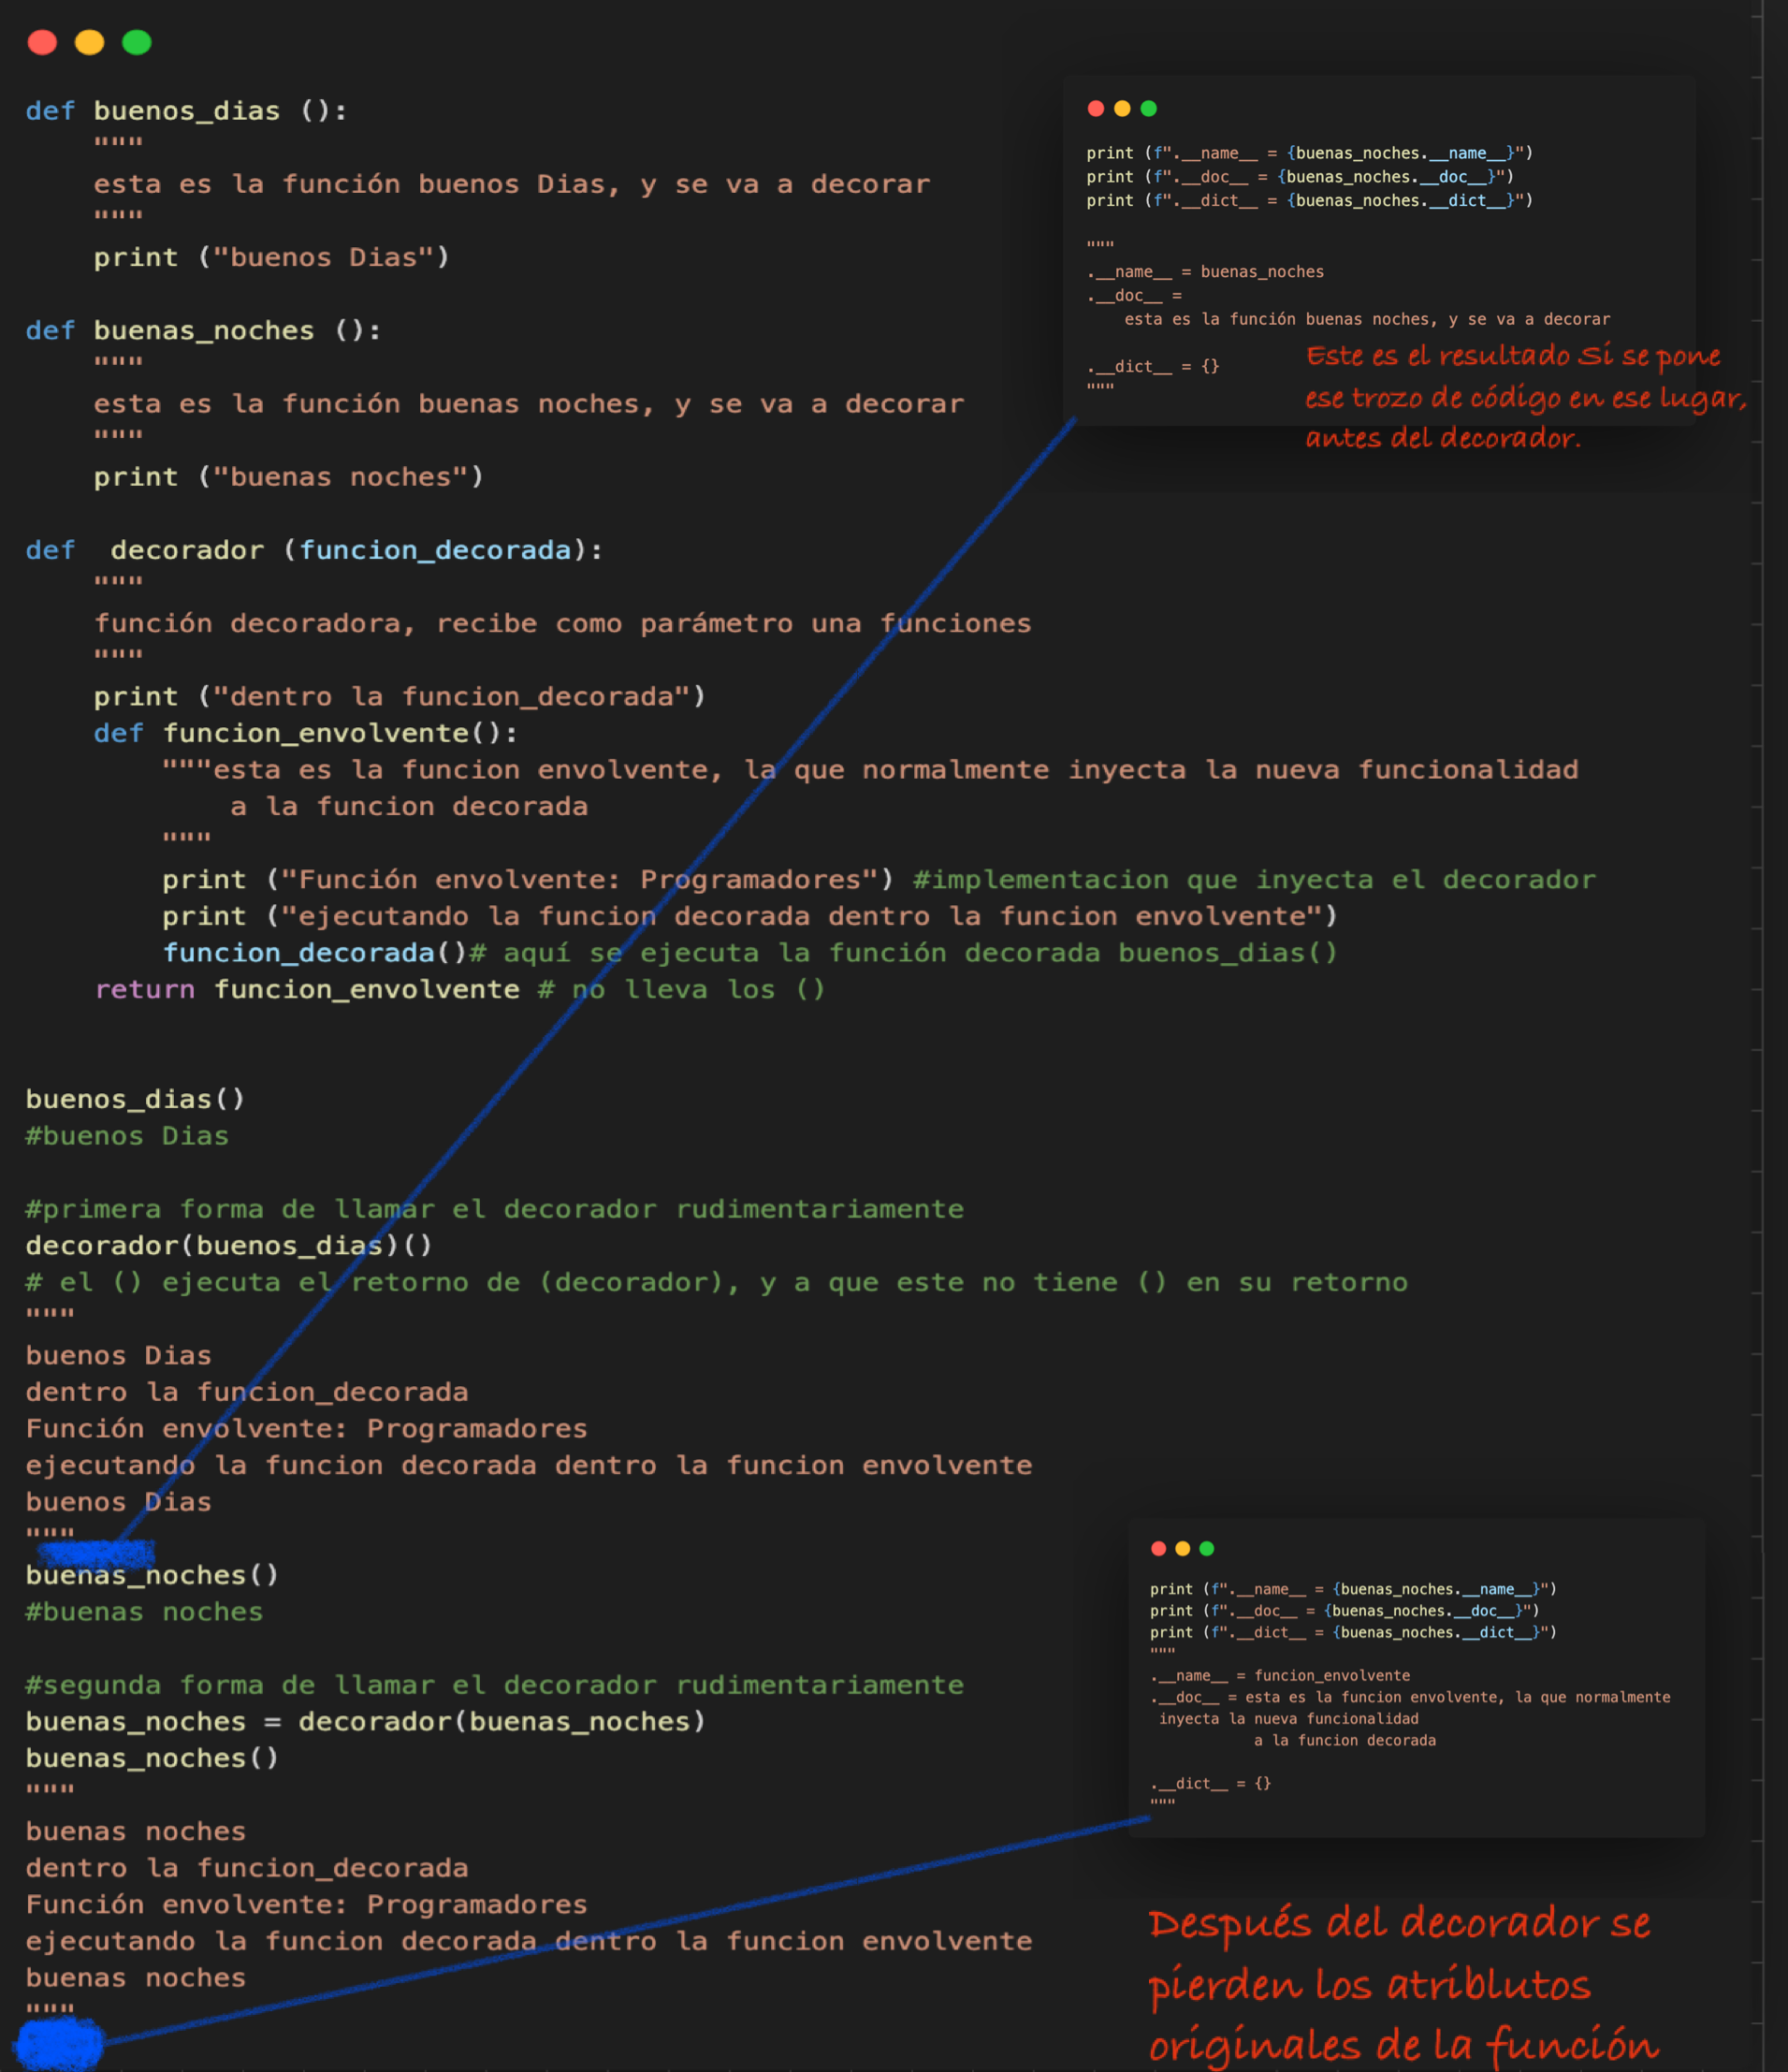 def buenos_dias ():
"""
esta es la función buenos Dias, y se va a decorar
"""
print ("buenos Dias")
def buenas_noches ():
"""
esta es la función buenas noches, y se va a decorar
"""
print ("buenas noches")
def  decorador (funcion_decorada):
"""
función decoradora, recibe como parámetro una funciones
"""
print ("dentro la funcion_decorada")
def funcion_envolvente():
"""esta es la funcion envolvente, la que normalmente inyecta la nueva funcionalidad
a la funcion decorada
"""
print ("Función envolvente: Programadores") #implementacion que inyecta el decorador
print ("ejecutando la funcion decorada dentro la funcion envolvente")
funcion_decorada()# aquí se ejecuta la función decorada buenos_dias()
return funcion_envolvente # no lleva los ()
buenos_dias()
#buenos Dias
#primera forma de llamar el decorador rudimentariamente
decorador(buenos_dias)()
# el () ejecuta el retorno de (decorador), y a que este no tiene () en su retorno
"""
buenos Dias
dentro la funcion_decorada
Función envolvente: Programadores
ejecutando la funcion decorada dentro la funcion envolvente
buenos Dias
"""
buenas_noches()
#buenas noches
#segunda forma de llamar el decorador rudimentariamente
buenas_noches = decorador(buenas_noches)
buenas_noches()
"""
buenas noches
dentro la funcion_decorada
Función envolvente: Programadores
ejecutando la funcion decorada dentro la funcion envolvente
buenas noches
"""
print (f".__name__ = {buenas_noches.__name__}")
print (f".__doc__ = {buenas_noches.__doc__}")
print (f".__dict__ = {buenas_noches.__dict__}")
"""
.__name__ = buenas_noches
.__doc__ =
esta es la función buenas noches, y se va a decorar
.__dict__ = {}
"""
Este es el resultado Sí se pone
ese trozo de código en ese lugar,
antes del decorador.
print (f".__name__ = {buenas_noches.__name__}")
print (f".__doc__ = {buenas_noches.__doc__}")
print (f".__dict__ = {buenas_noches.__dict__}")
"""
.__name__ = funcion_envolvente
.__doc__ = esta es la funcion envolvente, la que normalmente
inyecta la nueva funcionalidad
a la funcion decorada
.__dict__ = {}
"""
Después del decorador se
pierden los atriblutos
originales de la función